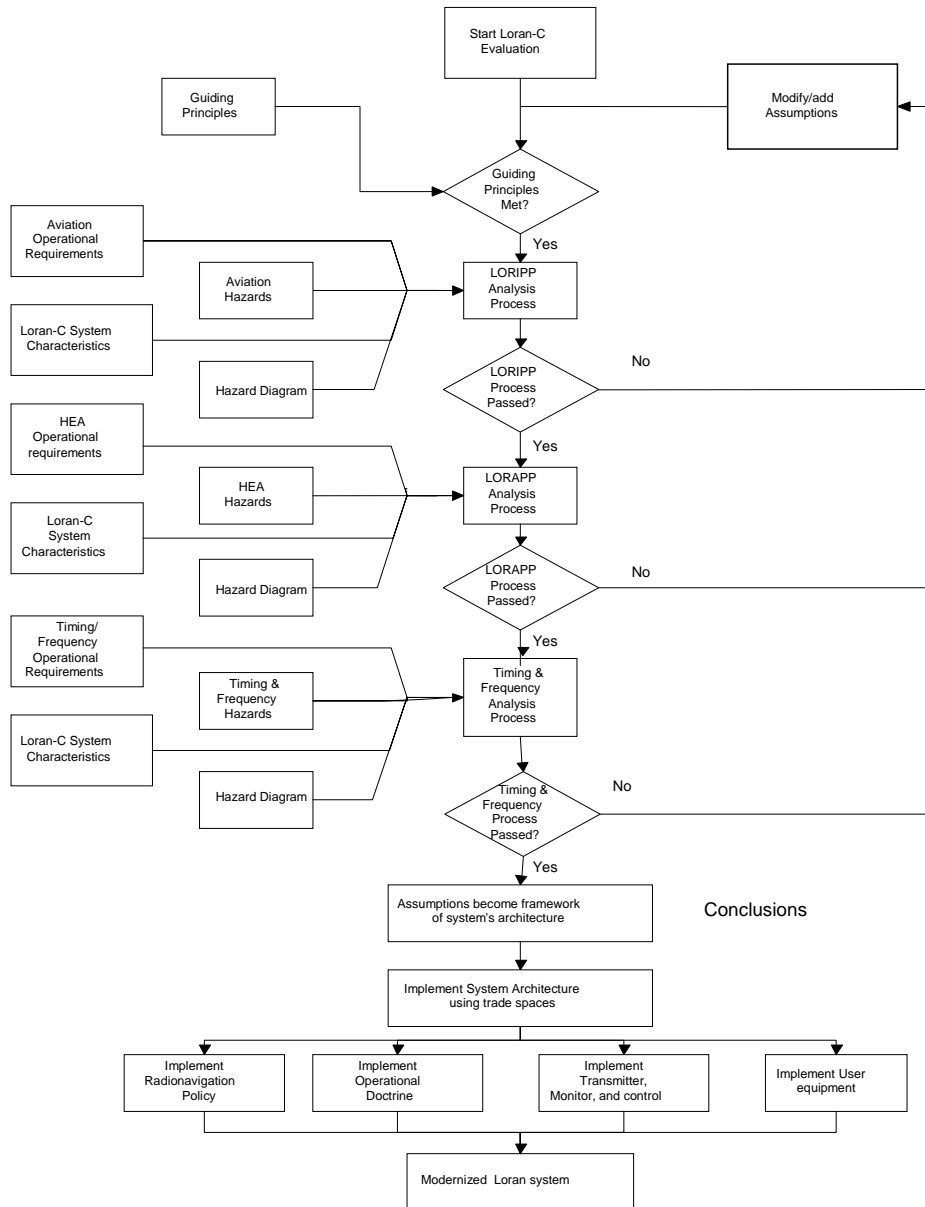 Start Loran-C
Evaluation
Guiding
Principles
Modify/add
Assumptions
Guiding
Principles
Met?
Yes
Aviation
Operational
Requirements
Aviation
Hazards
LORIPP
Analysis
Process
Loran-C System
Characteristics
Hazard Diagram
LORIPP
Process
Passed?
No
Yes
HEA
Operational
requirements
HEA
Hazards
LORAPP
Analysis
Process
Loran-C
System
Characteristics
Hazard Diagram
LORAPP
Process
Passed?
No
Yes
Timing/
Frequency
Operational
Requirements
Timing &
Frequency
Hazards
Timing &
Frequency
Analysis
Process
Loran-C System
Characteristics
Hazard Diagram
Timing &
Frequency
Process
Passed?
No
Yes
Assumptions become framework
of system's architecture
Conclusions
Implement System Architecture
using trade spaces
Implement
Radionavigation
Policy
Implement
Operational
Doctrine
Implement
Transmitter,
Monitor, and control
Implement User
equipment
Modernized Loran system